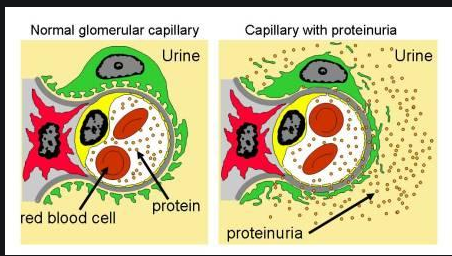 Normal glomerular capillary
Capillary with proteinuria
Urine
Urine
red blood cell
protein
proteinuria